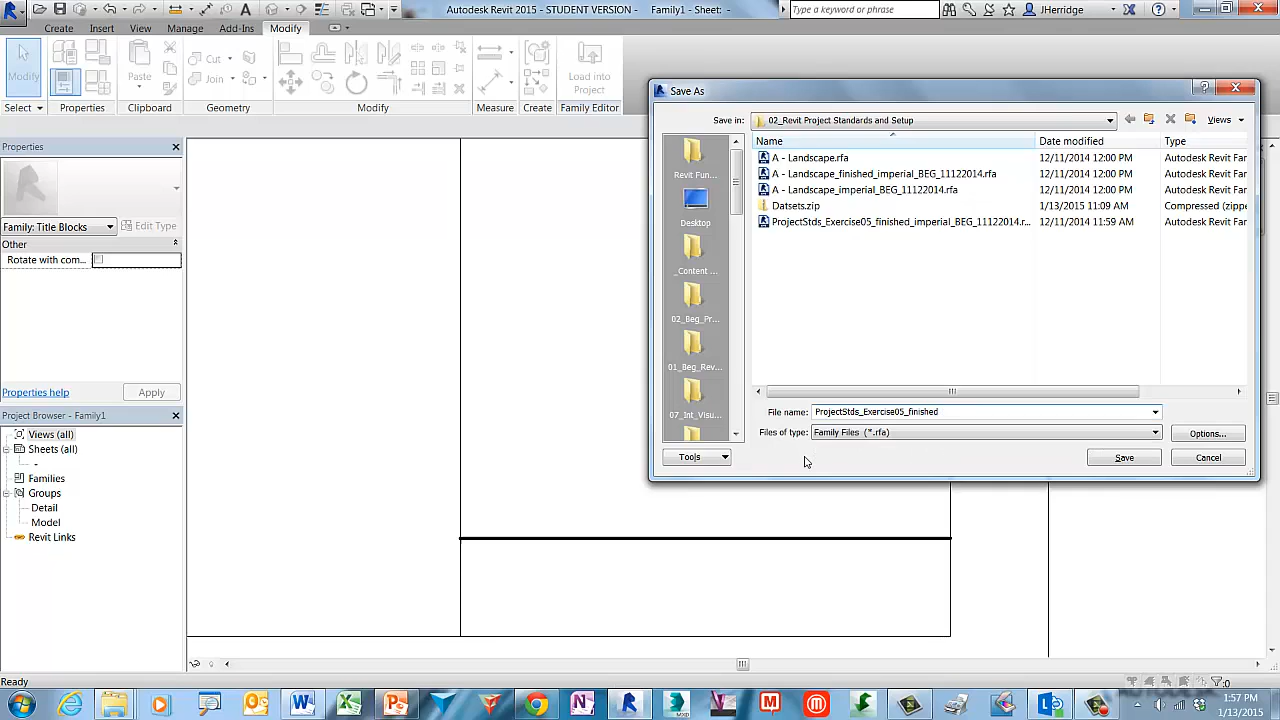 Autodesk Revit 2015 - STUDENT VERSION - Family1 - Sheet:
Type a keyword or phrase
JHerridge
Create Insert View Manage Add-Ins Modify
Modify
Paste
Cut
Join
Load into
Project
Select Properties Clipboard Geometry Modify Measure Create Family Editor
Properties
Family: Title Blocks
Edit Type
Other
Rotate with com...
Properties help
Apply
Project Browser - Family1
Views (all)
Sheets (all)
-
Families
Groups
Detail
Model
Revit Links
Save As
Save in:
02_Revit Project Standards and Setup
Views
Revit Fun...
Desktop
_Content ...
02_Beg_Pr...
01_Beg_Rev...
07_Int_Visu...
Name Date modified Type
A - Landscape.rfa 12/11/2014 12:00 PM Autodesk Revit Far
A - Landscape_finished_imperial_BEG_11122014.rfa 12/11/2014 12:00 PM Autodesk Revit Far
A - Landscape_imperial_BEG_11122014.rfa 12/11/2014 12:00 PM Autodesk Revit Far
Datsets.zip 1/13/2015 11:09 AM Compressed (zippe
ProjectStds_Exercise05_finished_imperial_BEG_11122014.r... 12/11/2014 11:59 AM Autodesk Revit Far
File name: ProjectStds_Exercise05_finished
Files of type: Family Files (*.rfa)
Options...
Tools
Save
Cancel
Ready
:0
1:57 PM
1/13/2015